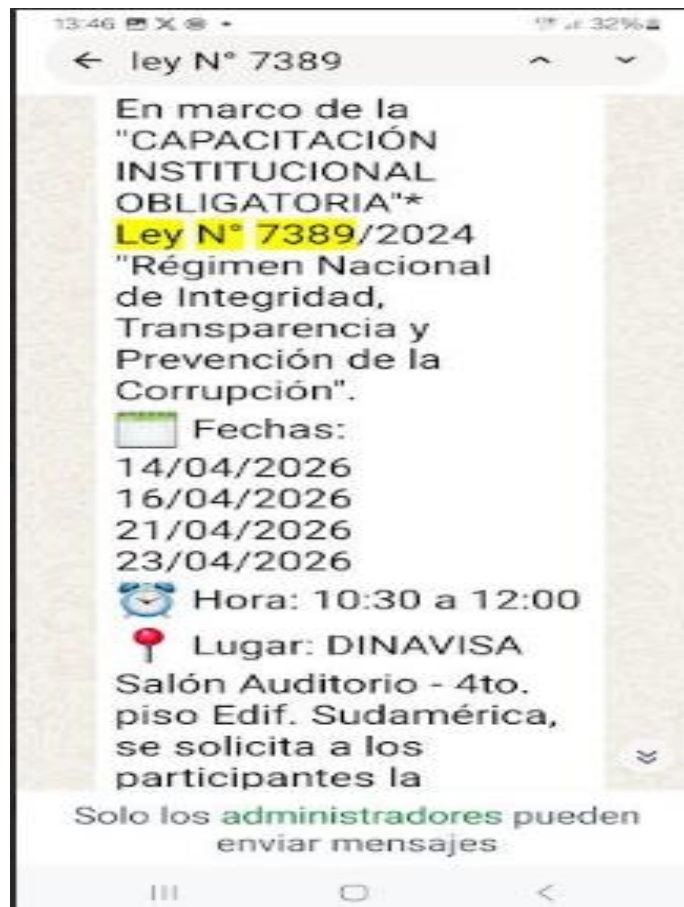 13:46
32%
ley N° 7389
En marco de la
"CAPACITACIÓN
INSTITUCIONAL
OBLIGATORIA"*
Ley N° 7389/2024
"Régimen Nacional
de Integridad,
Transparencia y
Prevención de la
Corrupción".
Fechas:
14/04/2026
16/04/2026
21/04/2026
23/04/2026
Hora: 10:30 a 12:00
Lugar: DINAVISA
Salón Auditorio - 4to.
piso Edif. Sudamérica,
se solicita a los
participantes la
Solo los administradores pueden
enviar mensajes